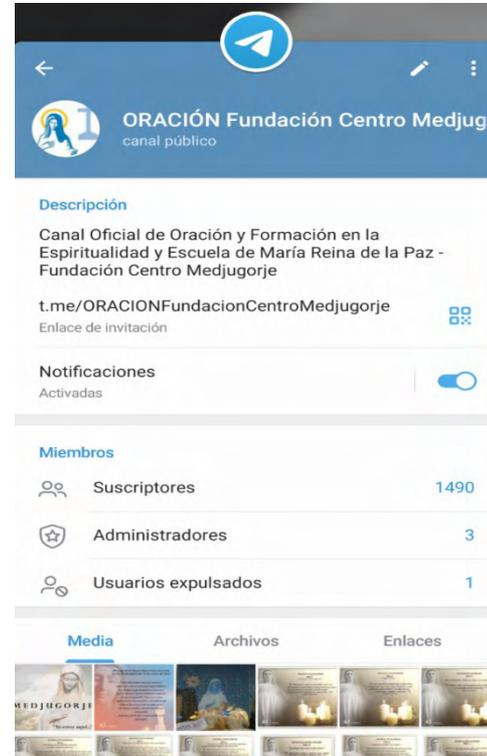 ORACIÓN Fundación Centro Medjug
canal público
Descripción
Canal Oficial de Oración y Formación en la
Espiritualidad y Escuela de María Reina de la Paz -
Fundación Centro Medjugorje
t.me/ORACIONFundacionCentroMedjugorje
Enlace de invitación
Notificaciones
Activadas
Miembros
Suscriptores 1490
Administradores 3
Usuarios expulsados 1
Media Archivos Enlaces
MEDJUGORJE